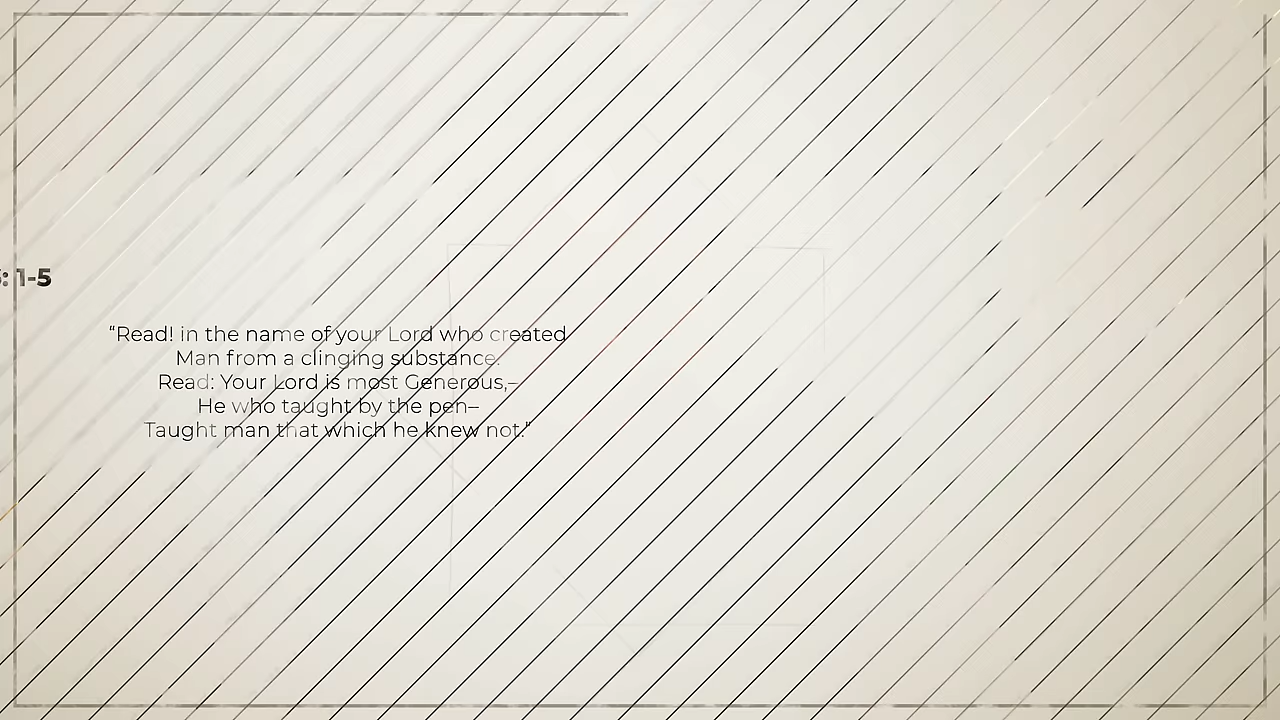 : 1-5
“Read! in the name of your Lord who created
Man from a clinging substance.
Read: Your Lord is most Generous,–
He who taught by the pen–
Taught man that which he knew not.”